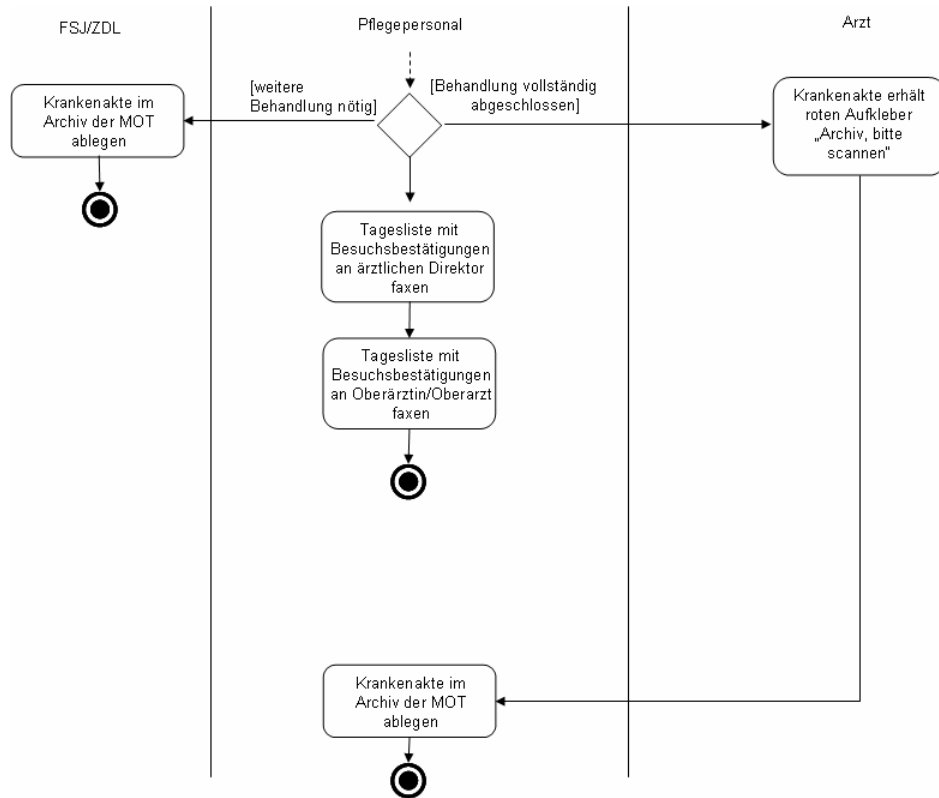 FSJ/ZDL
Pflegepersonal
Arzt
[weitere
Behandlung nötig]
[Behandlung vollständig
abgeschlossen]
Krankenakte im
Archiv der MOT
ablegen
Krankenakte erhält
roten Aufkleber
„Archiv, bitte
scannen“
Tagesliste mit
Besuchsbestätigungen
an ärztlichen Direktor
faxen
Tagesliste mit
Besuchsbestätigungen
an Oberärztin/Oberarzt
faxen
Krankenakte im
Archiv der MOT
ablegen